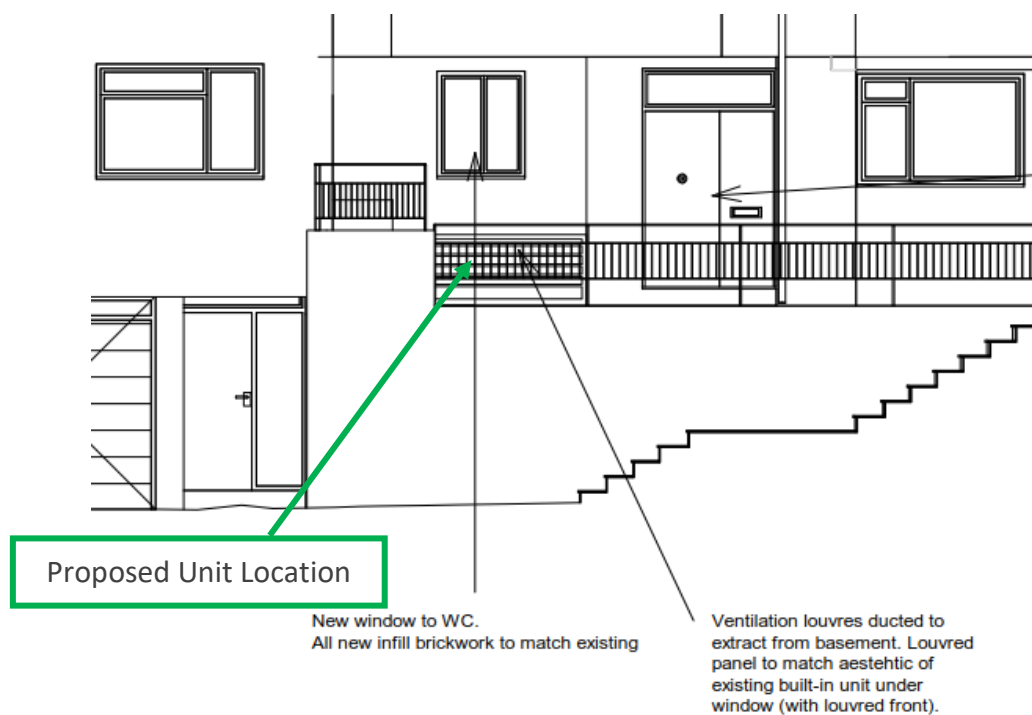 Proposed Unit Location
New window to WC.
All new infill brickwork to match existing
Ventilation louvres ducted to
extract from basement. Louvred
panel to match aestehtic of
existing built-in unit under
window (with louvred front).